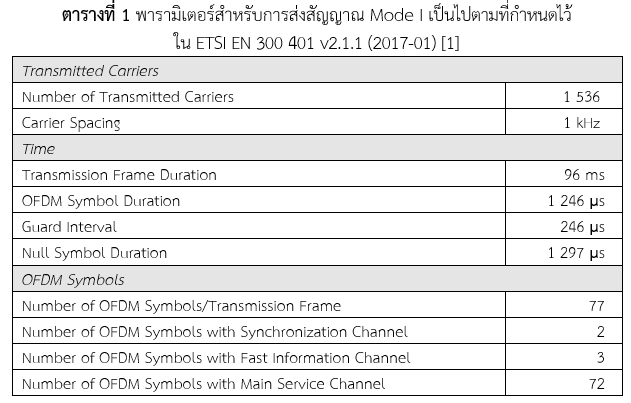 ตารางที่ 1 พารามิเตอร์สำหรับการส่งสัญญาณ Mode I เป็นไปตามที่กำหนดไว้
ใน ETSI EN 300 401 v2.1.1 (2017-01) [1]
Transmitted Carriers
Number of Transmitted Carriers 1 536
Carrier Spacing 1 kHz
Time
Transmission Frame Duration 96 ms
OFDM Symbol Duration 1 246 µs
Guard Interval 246 µs
Null Symbol Duration 1 297 µs
OFDM Symbols
Number of OFDM Symbols/Transmission Frame 77
Number of OFDM Symbols with Synchronization Channel 2
Number of OFDM Symbols with Fast Information Channel 3
Number of OFDM Symbols with Main Service Channel 72